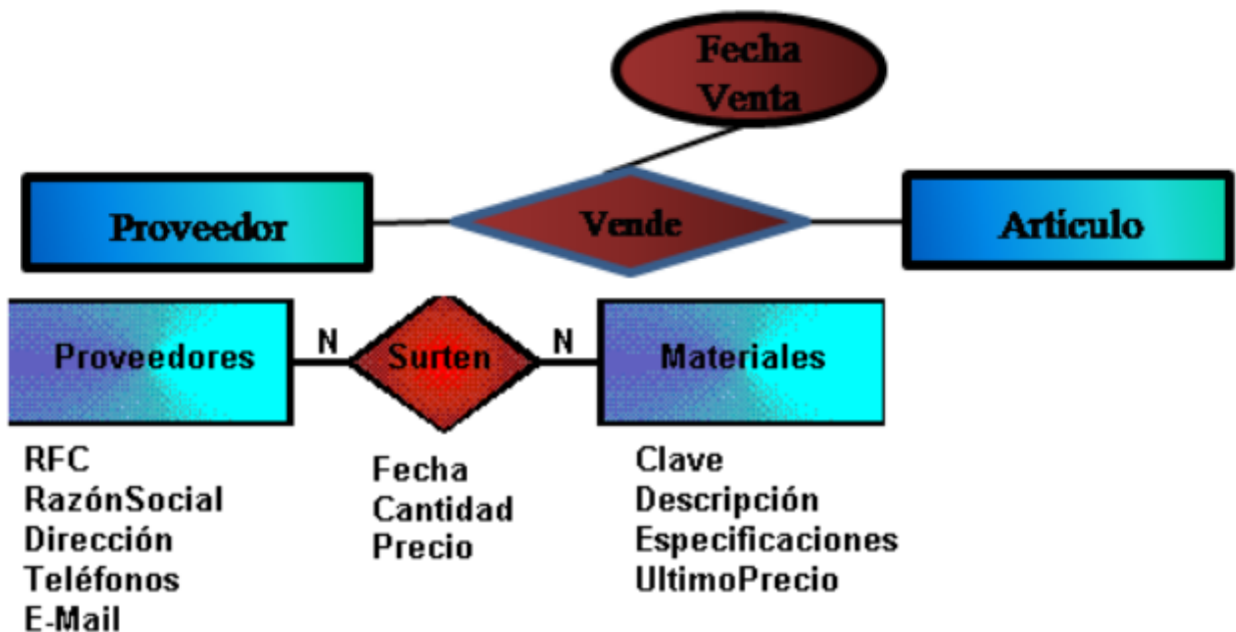 Fecha
Venta
Proveedor
Vende
Artículo
Proveedores
N
Surten
N
Materiales
RFC
RazónSocial
Dirección
Teléfonos
E-Mail
Fecha
Cantidad
Precio
Clave
Descripción
Especificaciones
UltimoPrecio